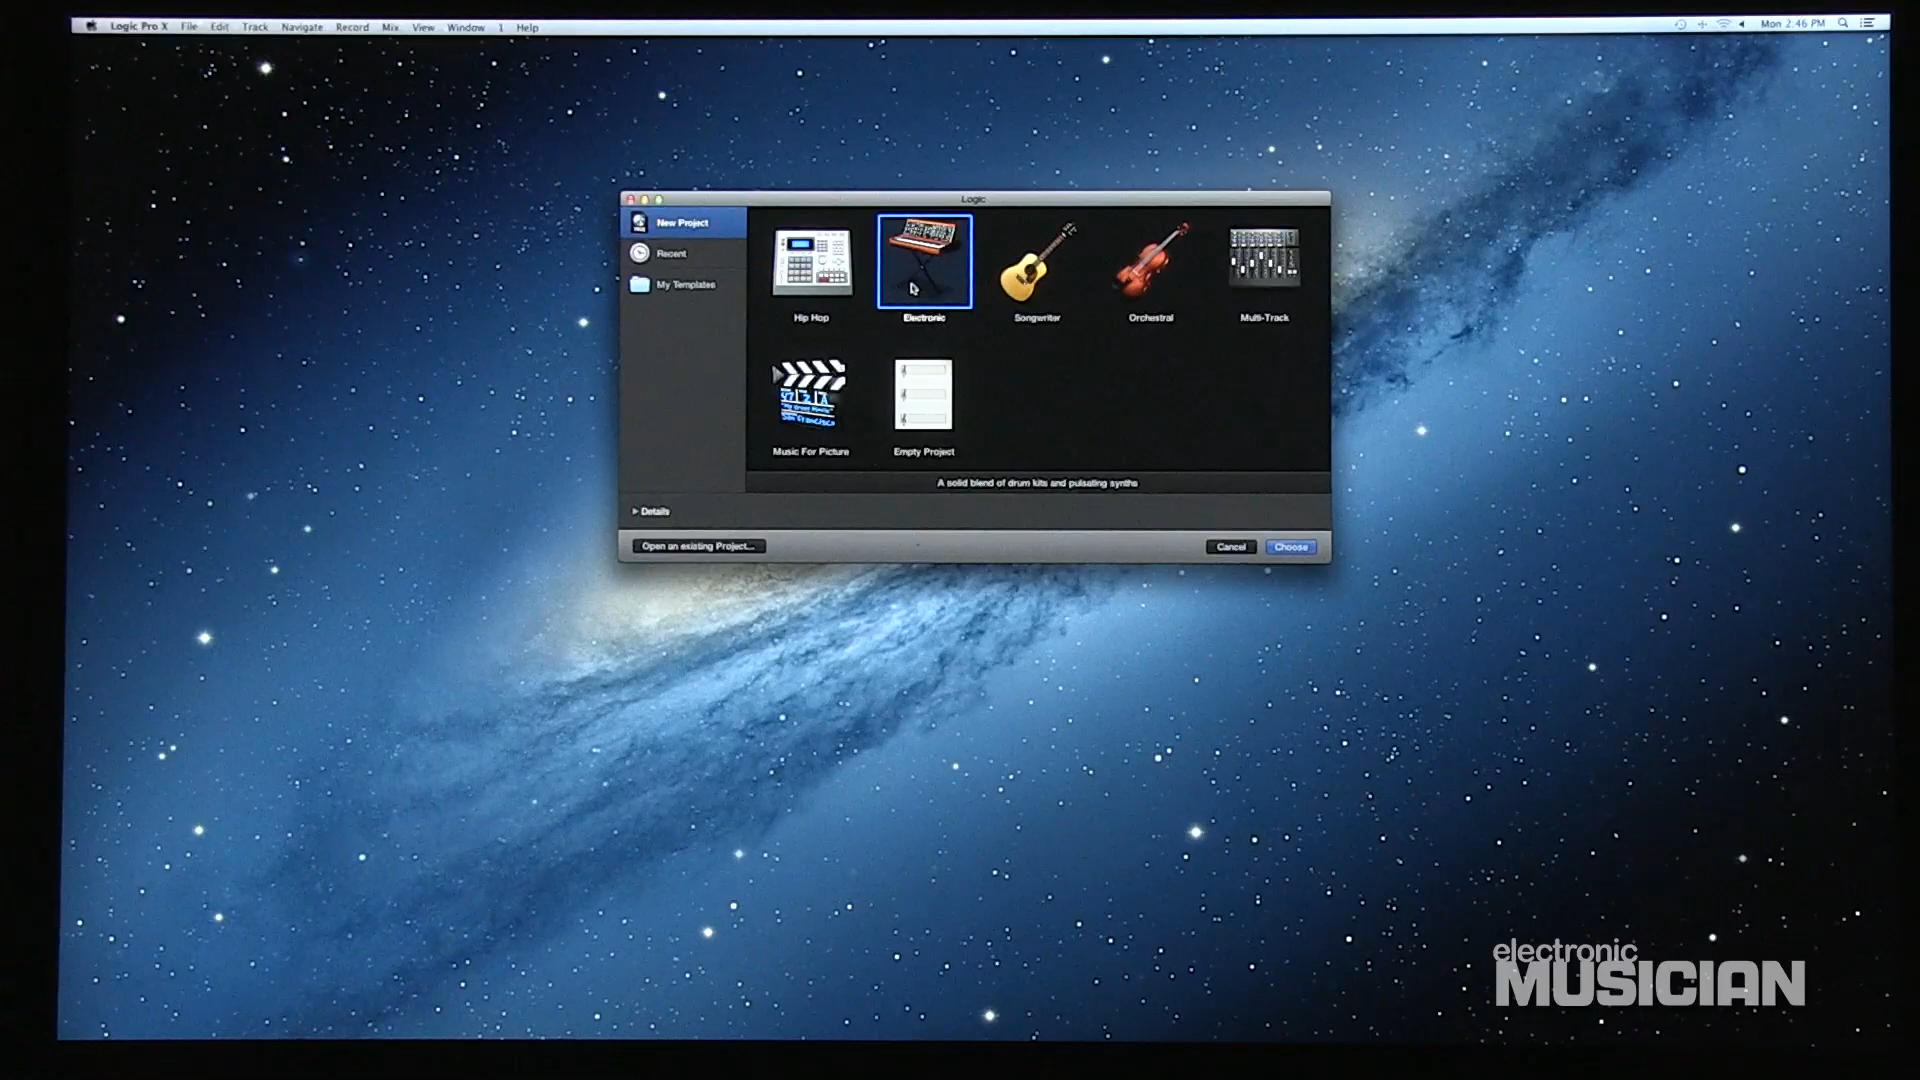 Logic Pro X File Edit Track Navigate Record Mix View Window 1 Help
Mon 2:46 PM
Logic
New Project
Recent
My Templates
Hip Hop
Electronic
Songwriter
Orchestral
Multi-Track
Music For Picture
Empty Project
A solid blend of drum kits and pulsating synths
Details
Open an existing Project...
Cancel
Choose
electronic
MUSICIAN